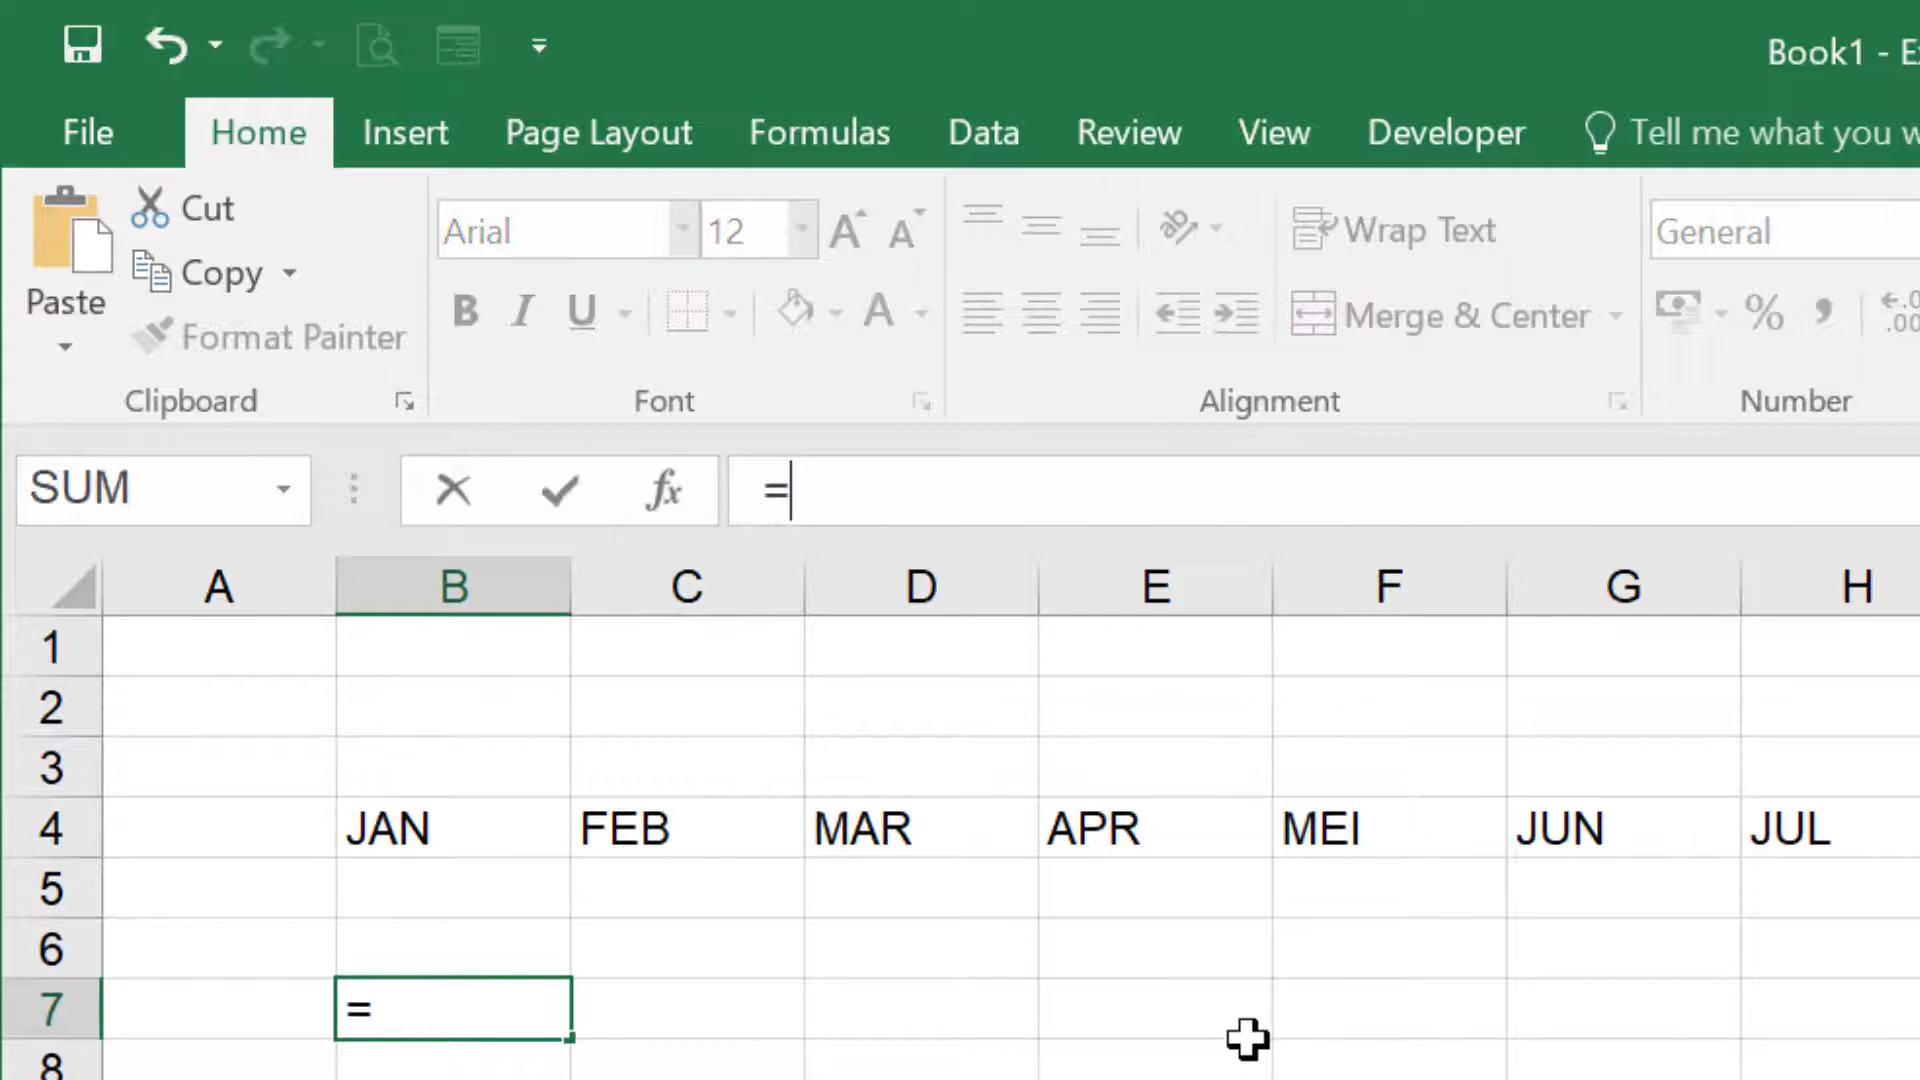 Book1 - E
File Home Insert Page Layout Formulas Data Review View Developer Tell me what you w
Cut
Copy
Paste
Format Painter
Clipboard
Arial 12
B I U A
Font
Wrap Text
Merge & Center
Alignment
General
% ,
←.0
.00
Number
SUM fx =
A B C D E F G H
1
2
3
4 JAN FEB MAR APR MEI JUN JUL
5
6
7 =
8